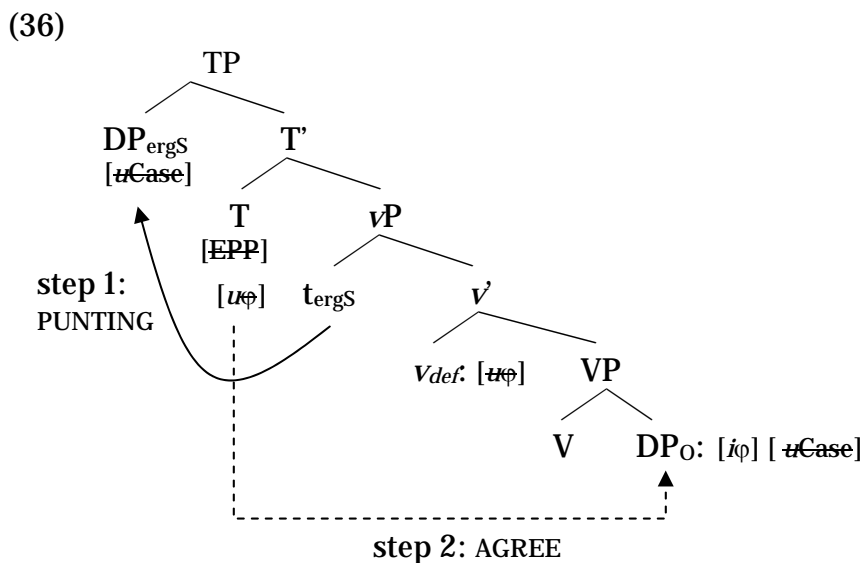 (36)
TP
DPergS T’
[uCase]
T vP
[EPP]
step 1: [uφ] tergS v’
PUNTING
vdef: [uφ] VP
V DPO: [iφ] [ uCase]
step 2: AGREE